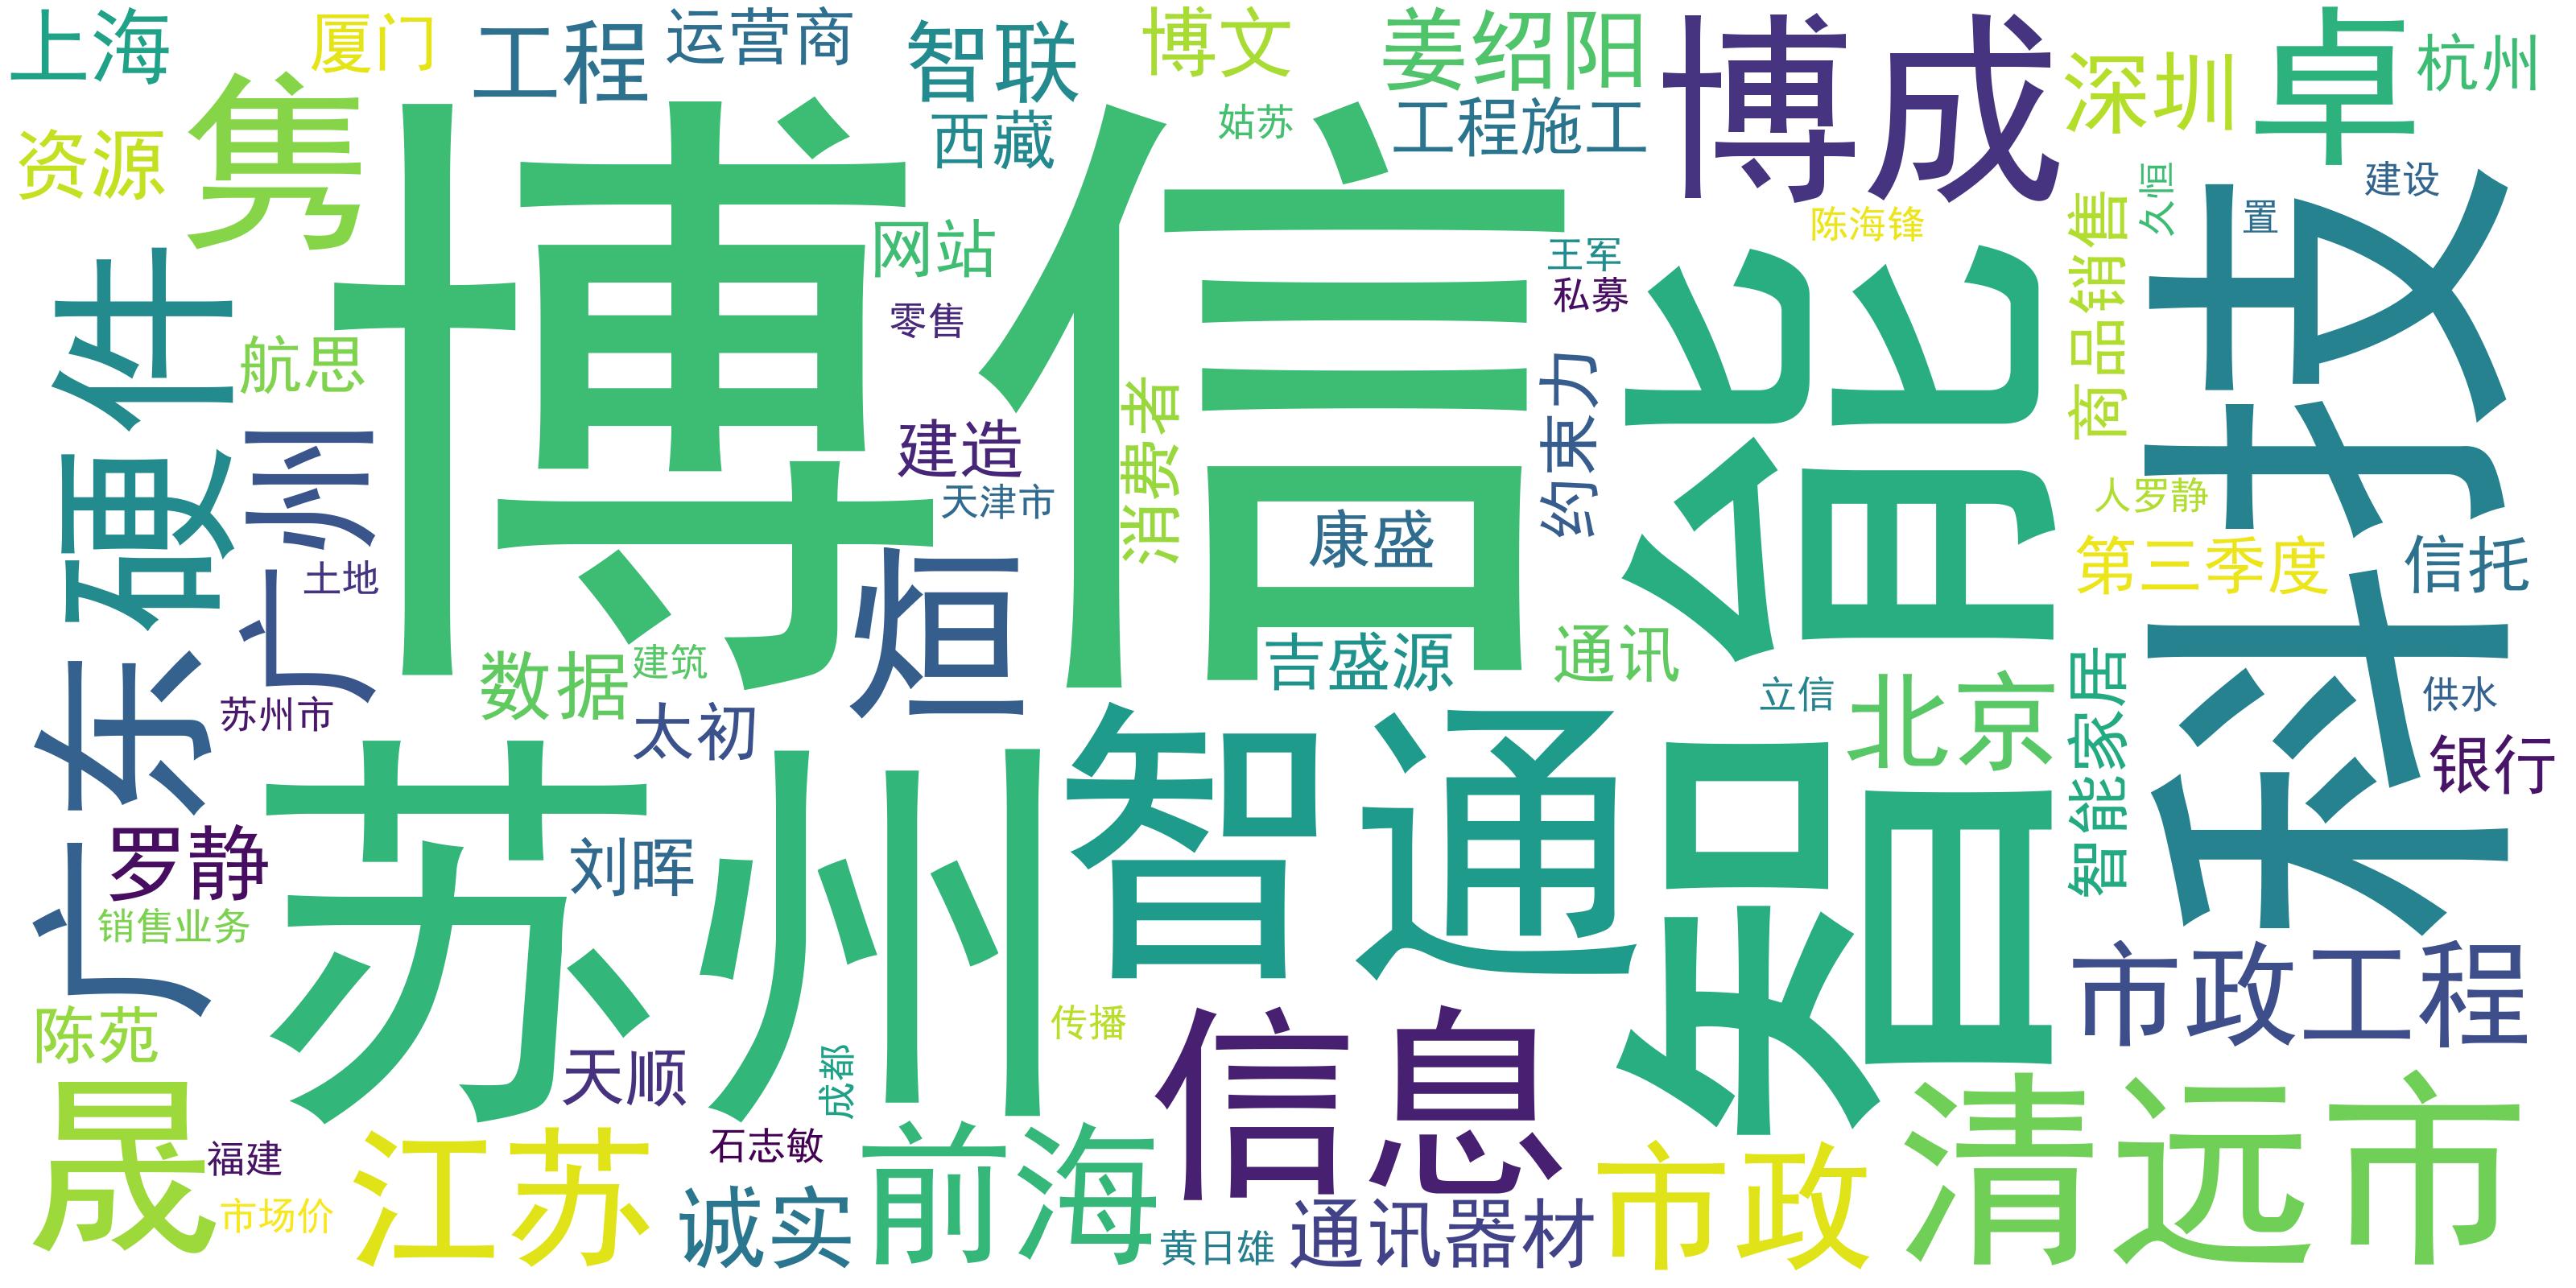 上海
厦门
工程
运营商
智联
博文
姜绍阳
博成
深圳
卓
杭州
资源
隽
博信
西藏
姑苏
工程施工
久恒
建设
商品销售
置
陈海锋
科技
硬件
网站
王军
私募
智能
零售
航思
约束力
消费者
广州
建造
天津市
康盛
人罗静
第三季度
信托
烜
土地
吉盛源
通讯
广东
数据
建筑
智能家居
立信
北京
供水
苏州市
太初
智通
银行
苏州
罗静
刘晖
销售业务
市政工程
陈苑
传播
信息
天顺
成都
清远市
晟
江苏
石志敏
前海
市政
福建
诚实
市场价
黄日雄
通讯器材